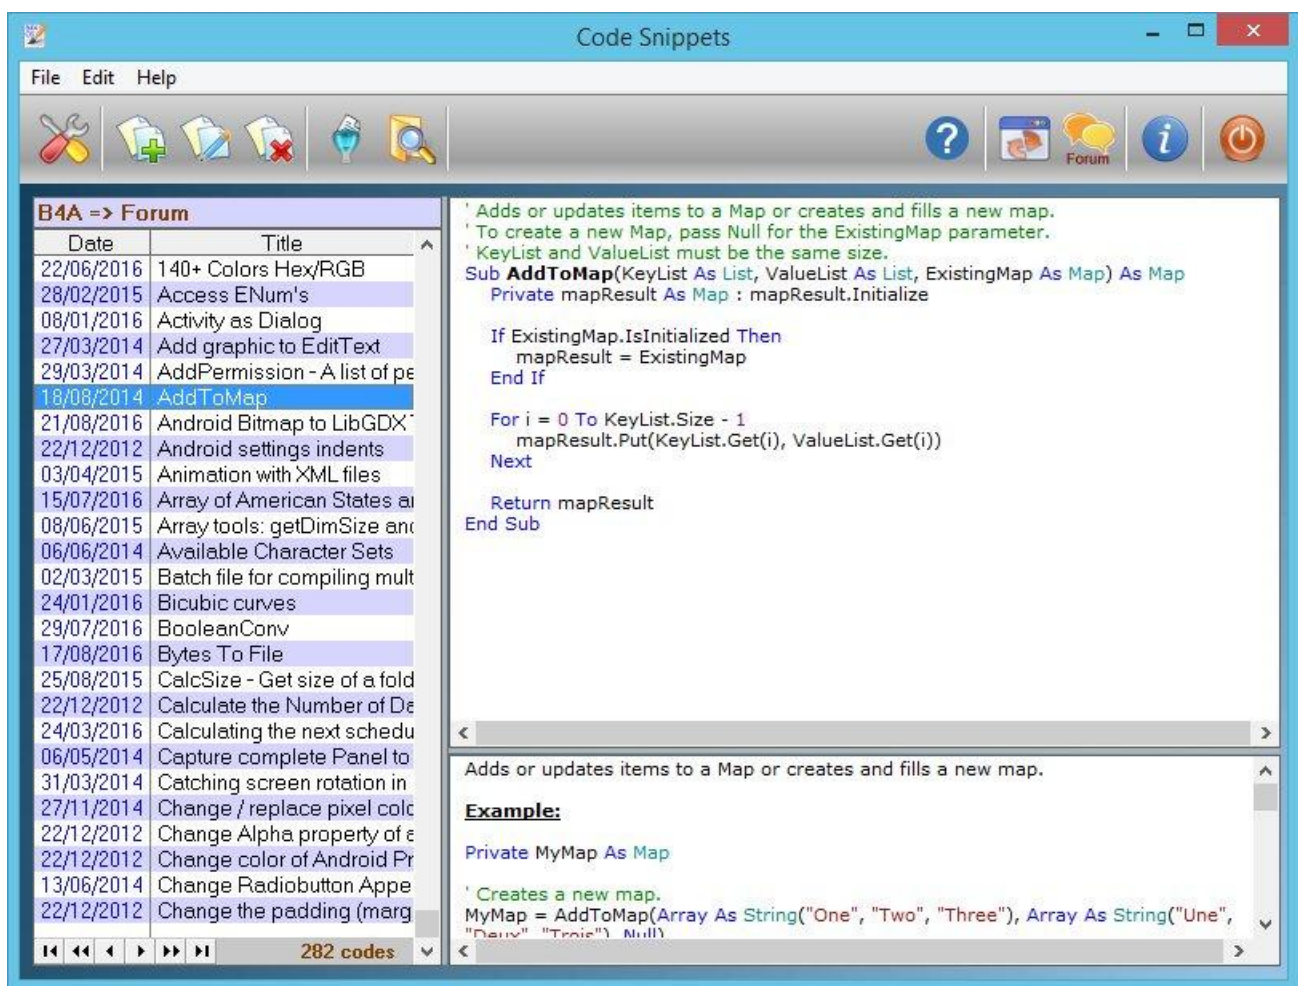 Code Snippets
File Edit Help
Forum
B4A => Forum
Date Title
22/06/2016 140+ Colors Hex/RGB
28/02/2015 Access ENum's
08/01/2016 Activity as Dialog
27/03/2014 Add graphic to EditText
29/03/2014 AddPermission - A list of pe
18/08/2014 AddToMap
21/08/2016 Android Bitmap to LibGDX
22/12/2012 Android settings indents
03/04/2015 Animation with XML files
15/07/2016 Array of American States
08/06/2015 Array tools: getDimSize and
06/06/2014 Available Character Sets
02/03/2015 Batch file for compiling mult
24/01/2016 Bicubic curves
29/07/2016 BooleanConv
17/08/2016 Bytes To File
25/08/2015 CalcSize - Get size of a fold
22/12/2012 Calculate the Number of Da
24/03/2016 Calculating the next schedu
06/05/2014 Capture complete Panel to
31/03/2014 Catching screen rotation in
27/11/2014 Change / replace pixel colo
22/12/2012 Change Alpha property of
22/12/2012 Change color of Android Pr
13/06/2014 Change Radiobutton Appe
22/12/2012 Change the padding (marg
282 codes
' Adds or updates items to a Map or creates and fills a new map.
' To create a new Map, pass Null for the ExistingMap parameter.
' KeyList and ValueList must be the same size.
Sub AddToMap(KeyList As List, ValueList As List, ExistingMap As Map) As Map
Private mapResult As Map : mapResult.Initialize
If ExistingMap.IsInitialized Then
mapResult = ExistingMap
End If
For i = 0 To KeyList.Size - 1
mapResult.Put(KeyList.Get(i), ValueList.Get(i))
Next
Return mapResult
End Sub
Adds or updates items to a Map or creates and fills a new map.
Example:
Private MyMap As Map
' Creates a new map.
MyMap = AddToMap(Array As String("One", "Two", "Three"), Array As String("Une",
"Deux", "Trois"), Null)